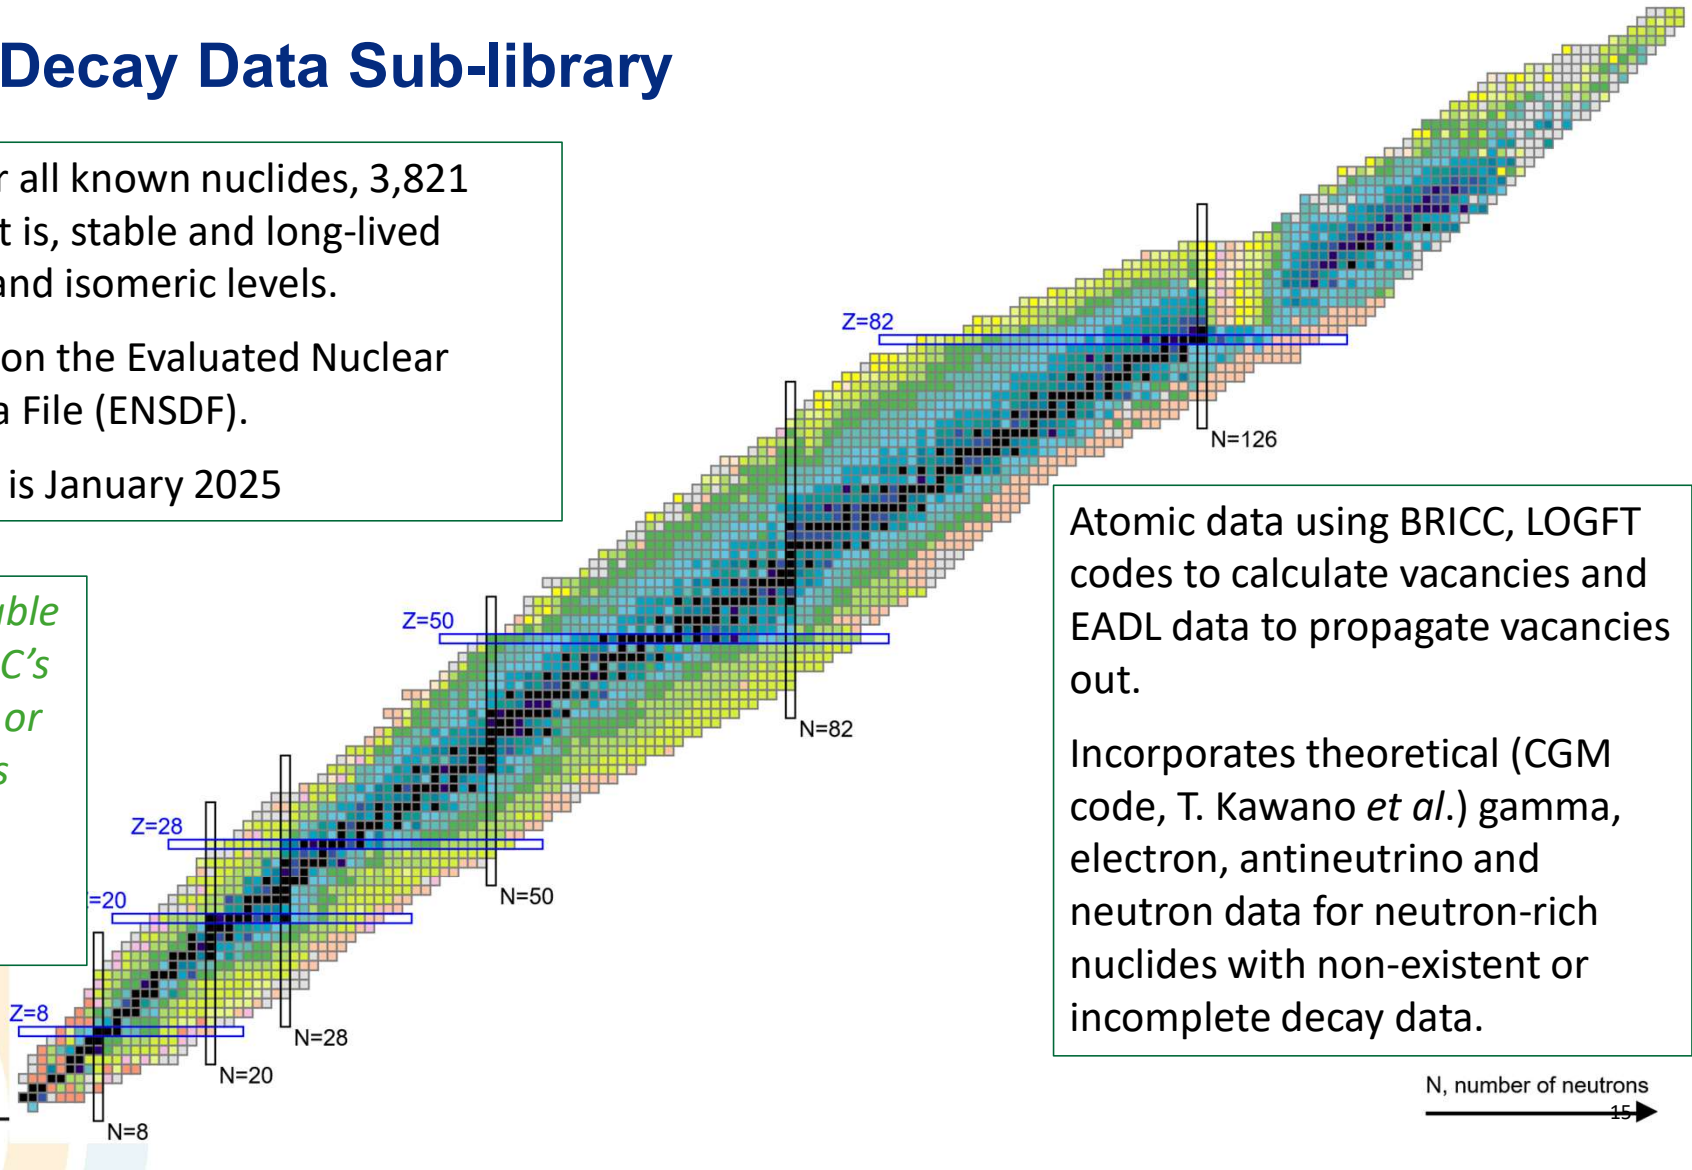 Decay Data Sub-library
r all known nuclides, 3,821
t is, stable and long-lived
and isomeric levels.
on the Evaluated Nuclear
a File (ENSDF).
is January 2025
able
C’s
or
s
Z=82
N=126
Z=50
N=82
Z=28
N=50
=20
N=28
Z=8
N=20
N=8
Atomic data using BRICC, LOGFT
codes to calculate vacancies and
EADL data to propagate vacancies
out.
Incorporates theoretical (CGM
code, T. Kawano et al.) gamma,
electron, antineutrino and
neutron data for neutron-rich
nuclides with non-existent or
incomplete decay data.
N, number of neutrons
15